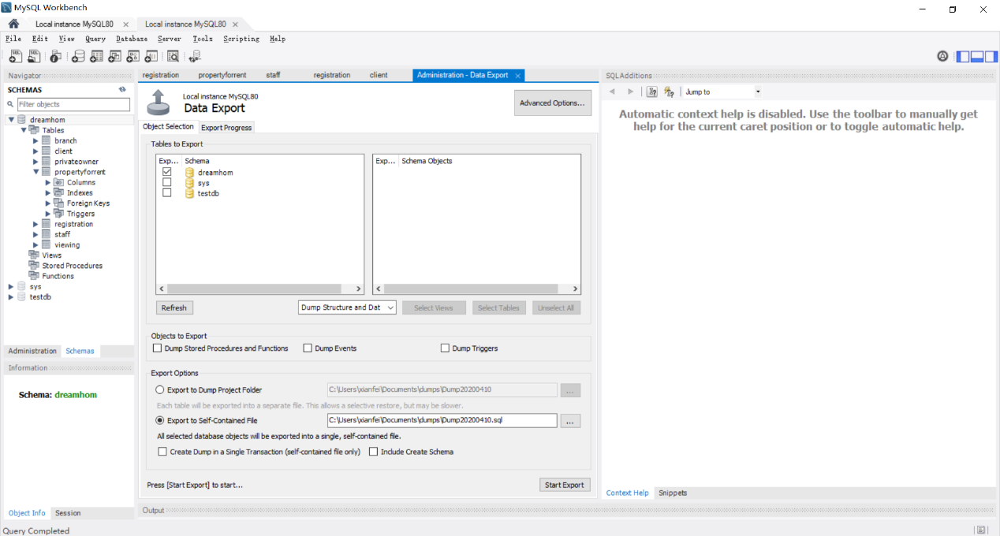 MySQL Workbench
Local instance MySQL80 Local instance MySQL80
File Edit View Query Database Server Tools Scripting Help
Navigator
SCHEMAS
Filter objects
dreamhom
Tables
branch
client
privateowner
propertyforrent
Columns
Indexes
Foreign Keys
Triggers
registration
staff
viewing
Views
Stored Procedures
Functions
sys
testdb
Administration Schemas
Information
Schema: dreamhom
Object Info Session
registration propertyforrent staff registration client Administration - Data Export
Local instance MySQL80
Data Export
Advanced Options...
Object Selection Export Progress
Tables to Export
Exp... Schema
dreamhom
sys
testdb
Exp... Schema Objects
Refresh Dump Structure and Dat Select Views Select Tables Unselect All
Objects to Export
Dump Stored Procedures and Functions Dump Events Dump Triggers
Export Options
Export to Dump Project Folder C:\Users\xianfei\Documents\dumps\Dump20200410 ...
Each table will be exported into a separate file. This allows a selective restore, but may be slower.
Export to Self-Contained File C:\Users\xianfei\Documents\dumps\Dump20200410.sql ...
All selected database objects will be exported into a single, self-contained file.
Create Dump in a Single Transaction (self-contained file only) Include Create Schema
Press [Start Export] to start... Start Export
Output
SQLAdditions
Jump to
Automatic context help is disabled. Use the toolbar to manually get
help for the current caret position or to toggle automatic help.
Context Help Snippets
Query Completed